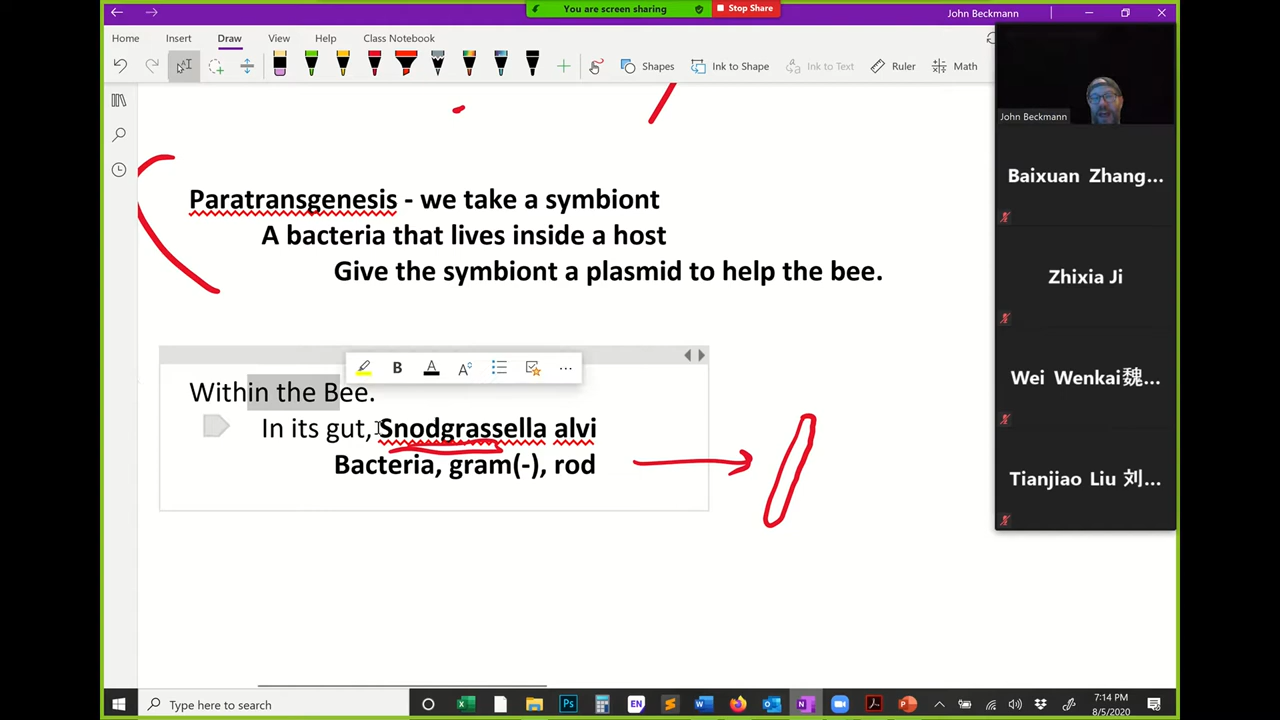 You are screen sharing
Stop Share
John Beckmann
Home
Insert
Draw
View
Help
Class Notebook
Shapes
Ink to Shape
Ink to Text
Ruler
Math
John Beckmann
Baixuan Zhang...
Zhixia Ji
Wei Wenkai魏...
Tianjiao Liu 刘...
Paratransgenesis - we take a symbiont
A bacteria that lives inside a host
Give the symbiont a plasmid to help the bee.
Within the Bee.
In its gut, Snodgrassella alvi
Bacteria, gram(-), rod
Type here to search
EN
7:14 PM
8/5/2020